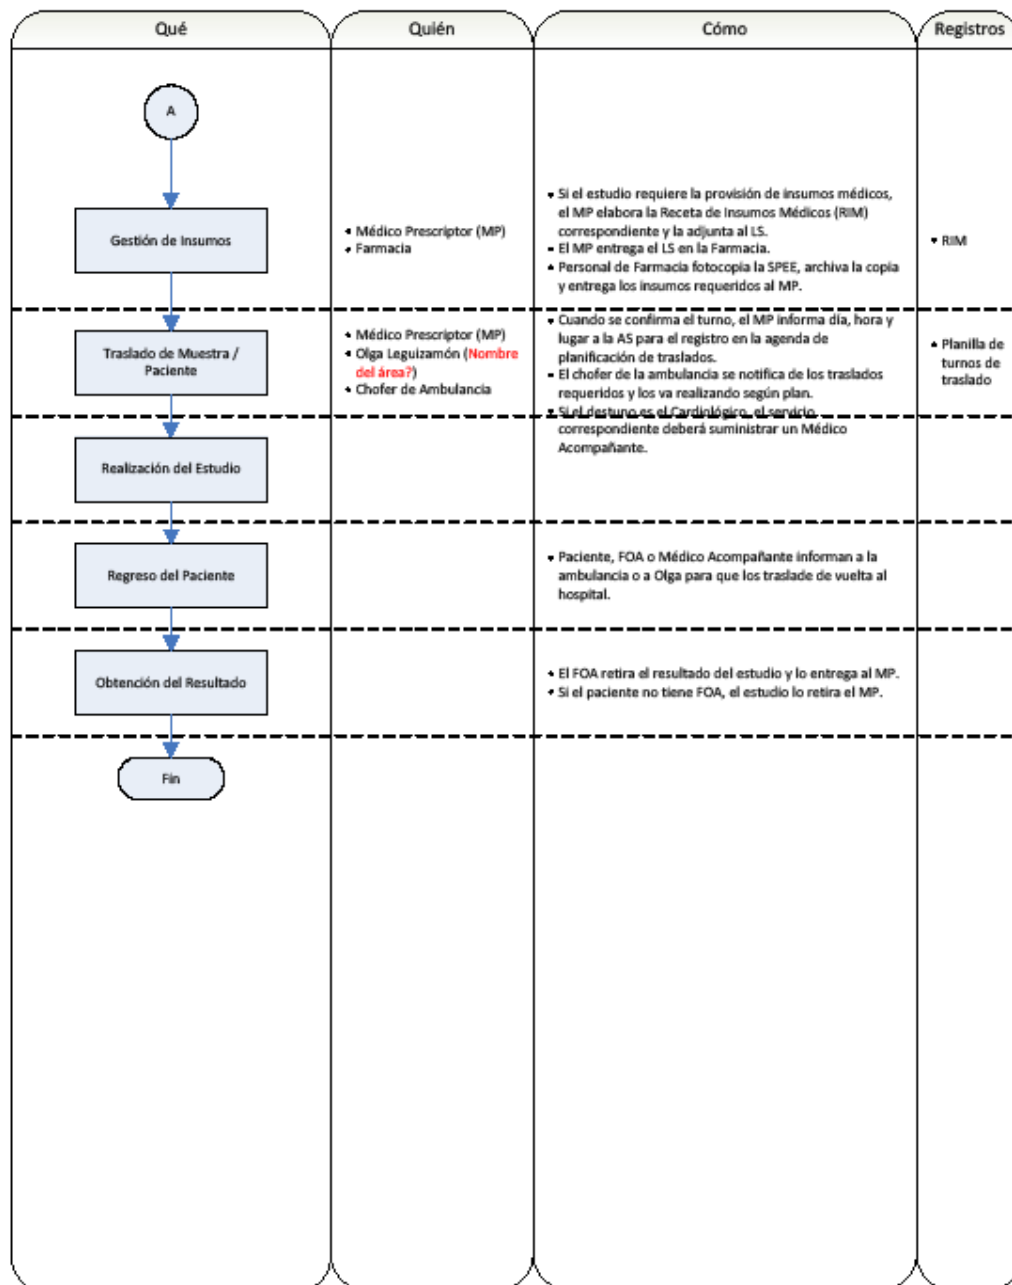 Qué
Quién
Cómo
Registros
A
Gestión de Insumos
• Médico Prescriptor (MP)
• Farmacia
• Si el estudio requiere la provisión de insumos médicos,
el MP elabora la Receta de Insumos Médicos (RIM)
correspondiente y la adjunta al LS.
• El MP entrega el LS en la Farmacia.
• Personal de Farmacia fotocopia la SPEE, archiva la copia
y entrega los insumos requeridos al MP.
• RIM
Traslado de Muestra /
Paciente
• Médico Prescriptor (MP)
• Olga Leguizamón (Nombre
del área?)
• Chofer de Ambulancia
• Cuando se confirma el turno, el MP informa día, hora y
lugar a la AS para el registro en la agenda de
planificación de traslados.
• El chofer de la ambulancia se notifica de los traslados
requeridos y los va realizando según plan.
• Si el destuno es el Cardiológico, el servicio
correspondiente deberá suministrar un Médico
Acompañante.
• Planilla de
turnos de
traslado
Realización del Estudio
Regreso del Paciente
• Paciente, FOA o Médico Acompañante informan a la
ambulancia o a Olga para que los traslade de vuelta al
hospital.
Obtención del Resultado
• El FOA retira el resultado del estudio y lo entrega al MP.
• Si el paciente no tiene FOA, el estudio lo retira el MP.
Fin